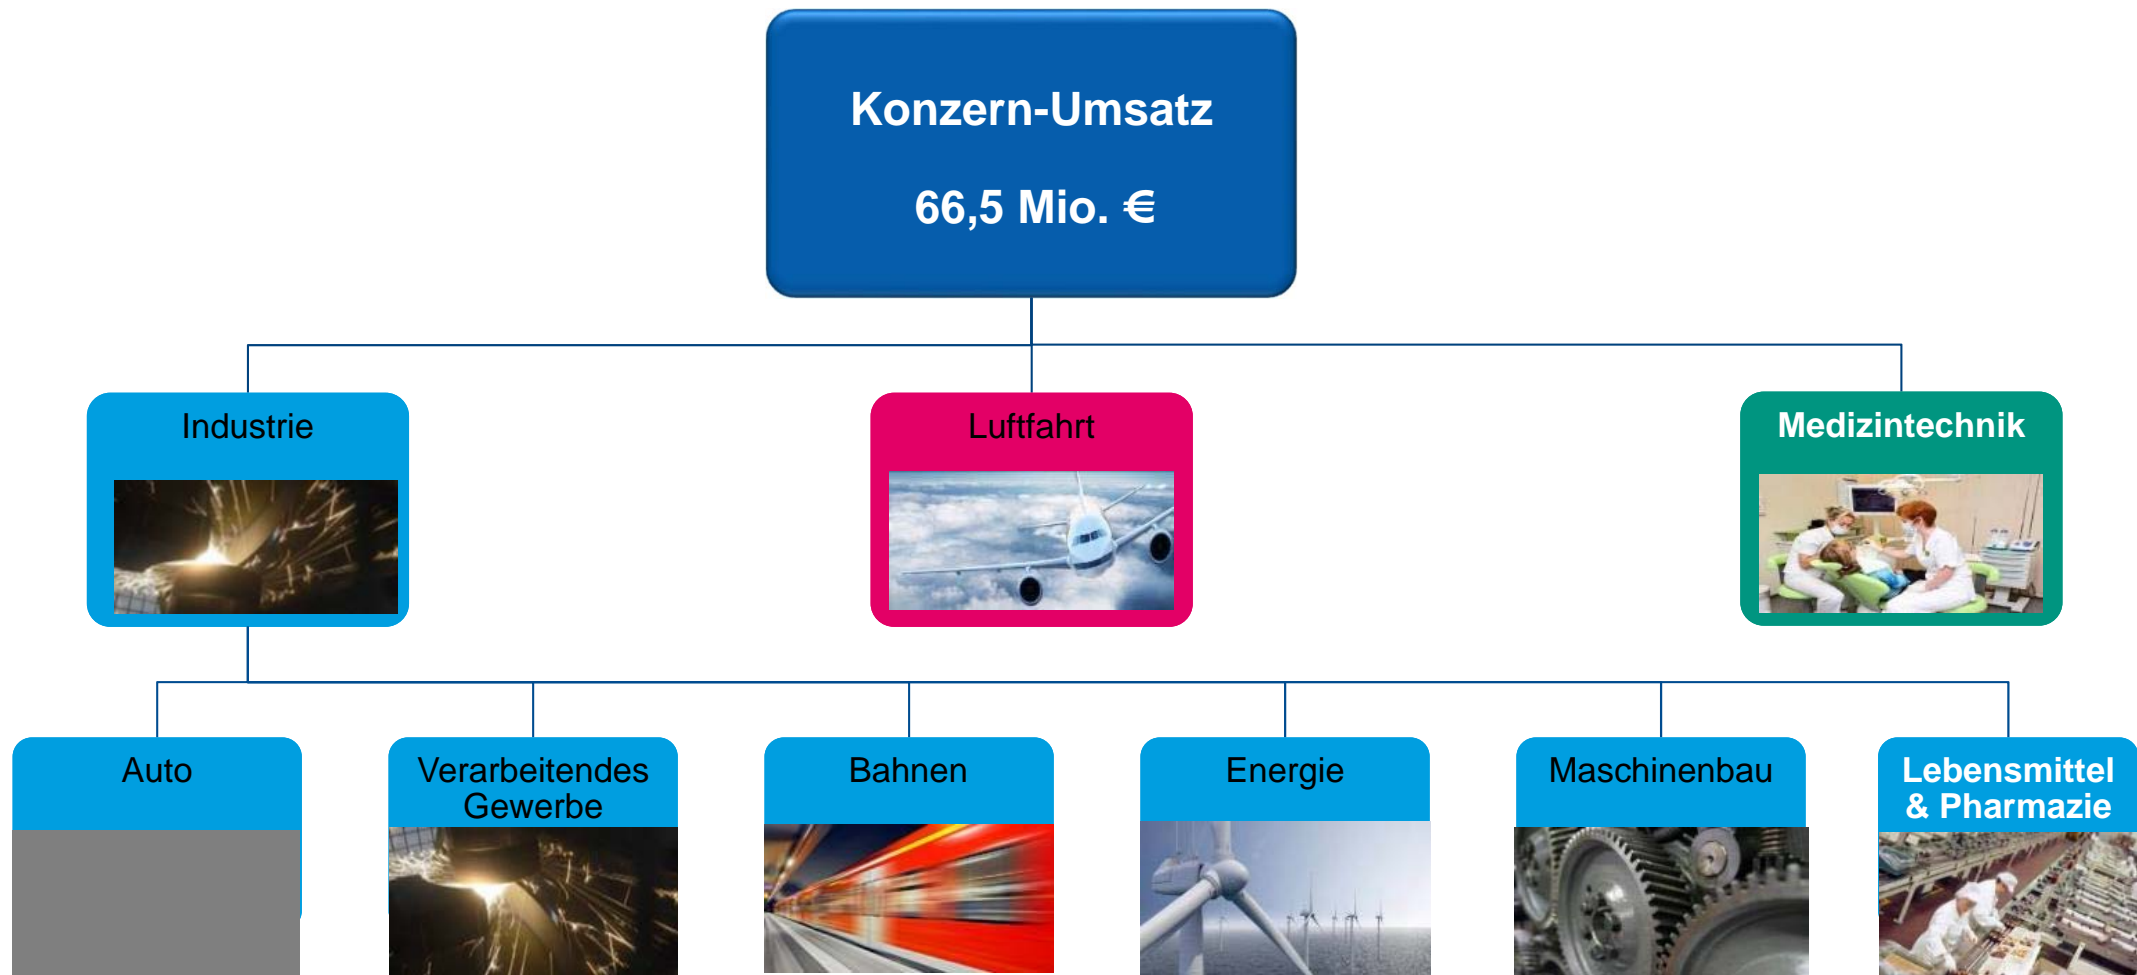 Konzern-Umsatz
66,5 Mio. €
Industrie
Luftfahrt
Medizintechnik
Auto
Verarbeitendes
Gewerbe
Bahnen
Energie
Maschinenbau
Lebensmittel
& Pharmazie